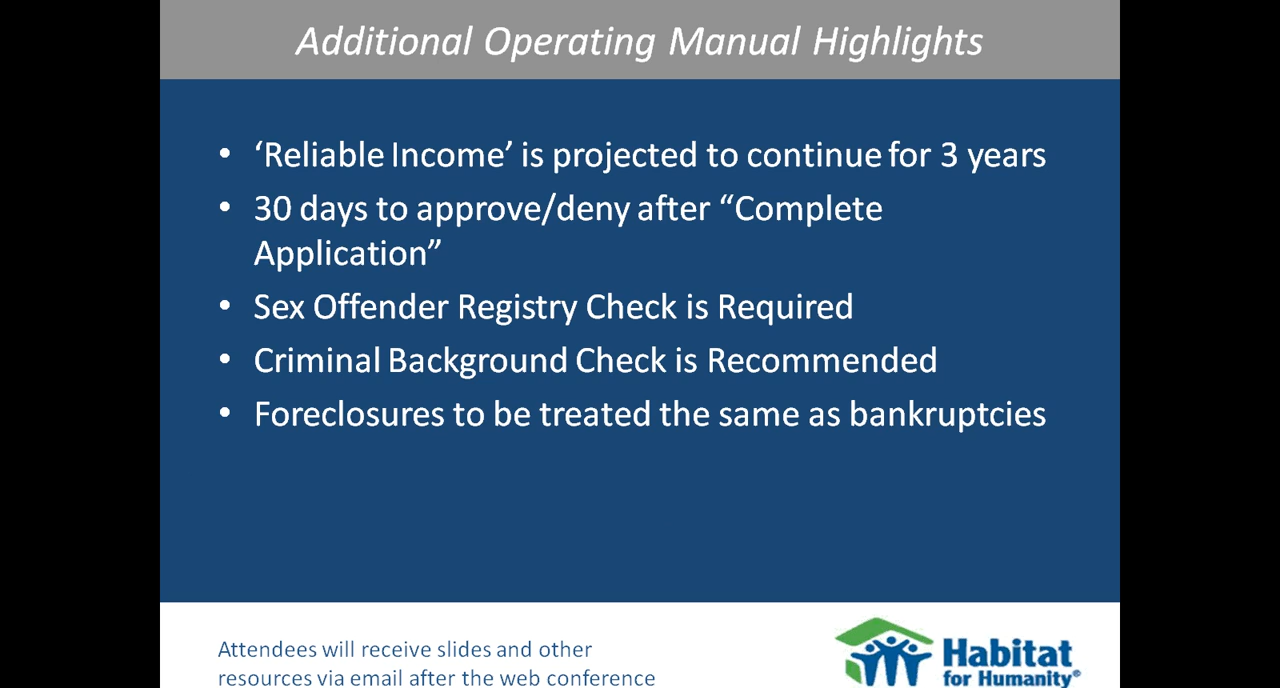 Additional Operating Manual Highlights
• ‘Reliable Income’ is projected to continue for 3 years
• 30 days to approve/deny after “Complete
Application”
• Sex Offender Registry Check is Required
• Criminal Background Check is Recommended
• Foreclosures to be treated the same as bankruptcies
Attendees will receive slides and other
resources via email after the web conference
Habitat
for Humanity®